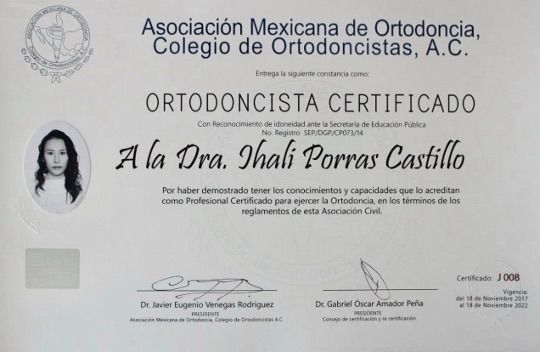 Asociación Mexicana de Ortodoncia,
Colegio de Ortodoncistas, A.C.
Entrega la siguiente constancia como:
ORTODONCISTA CERTIFICADO
Con Reconocimiento de idoneidad ante la Secretaría de Educación Pública
No. Registro SEP/DGP/CP073/14
A la Dra. Jhali Porras Castillo
Por haber demostrado tener los conocimientos y capacidades que lo acreditan
como Profesional Certificado para ejercer la Ortodoncia, en los términos de los
reglamentos de esta Asociación Civil.
Dr. Javier Eugenio Venegas Rodríguez
PRESIDENTE
Asociación Mexicana de Ortodoncia, Colegio de Ortodoncistas A.C.
Dr. Gabriel Óscar Amador Peña
PRESIDENTE
Consejo de certificación y re certificación
Certificado: J 008
Vigencia:
del 18 de Noviembre 2017
al 18 de Noviembre 2022